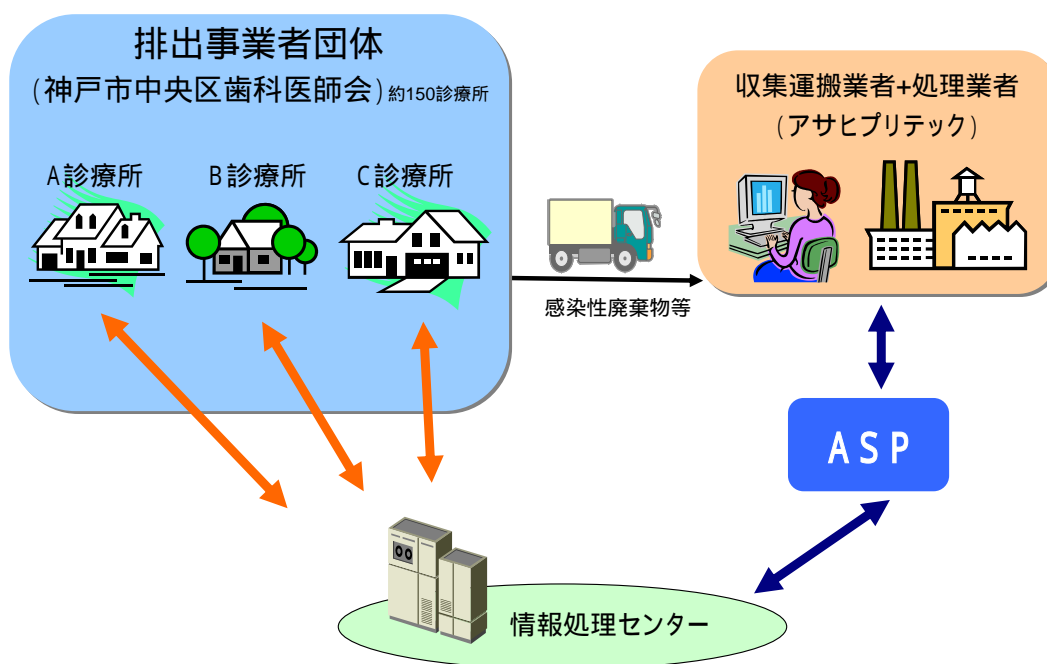 排出事業者団体
(神戸市中央区歯科医師会)約150診療所
A診療所 B診療所 C診療所
収集運搬業者+処理業者
(アサヒプリテック)
感染性廃棄物等
ASP
情報処理センター